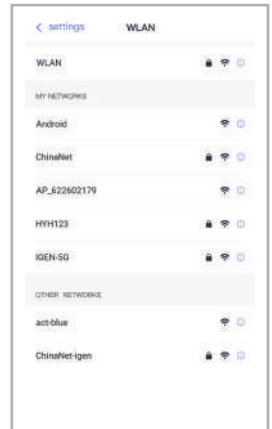 settings WLAN
WLAN
MY NETWORKS
Android
ChinaNet
AP_622602179
HYH123
IGEN-5G
OTHER NETWORKS
act-blue
ChinaNet-igen